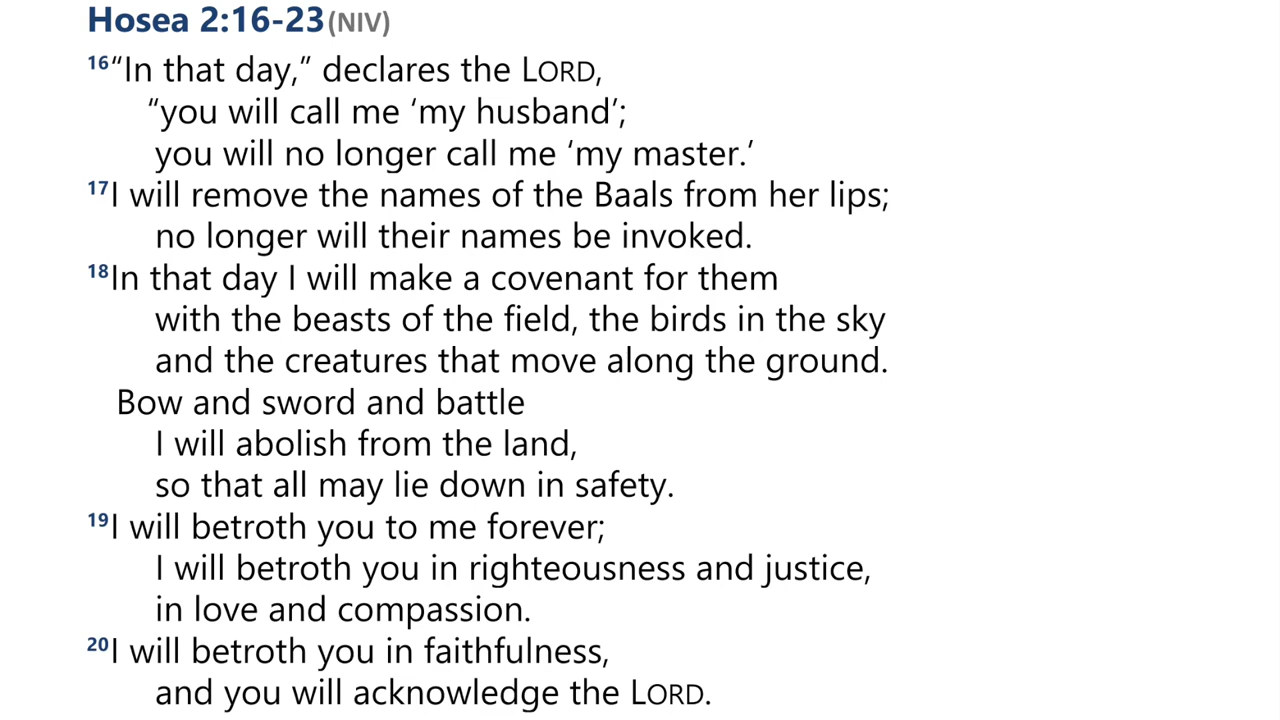 Hosea 2:16-23 (NIV)
16“In that day,” declares the LORD,
“you will call me ‘my husband’;
you will no longer call me ‘my master.’
17I will remove the names of the Baals from her lips;
no longer will their names be invoked.
18In that day I will make a covenant for them
with the beasts of the field, the birds in the sky
and the creatures that move along the ground.
Bow and sword and battle
I will abolish from the land,
so that all may lie down in safety.
19I will betroth you to me forever;
I will betroth you in righteousness and justice,
in love and compassion.
20I will betroth you in faithfulness,
and you will acknowledge the LORD.